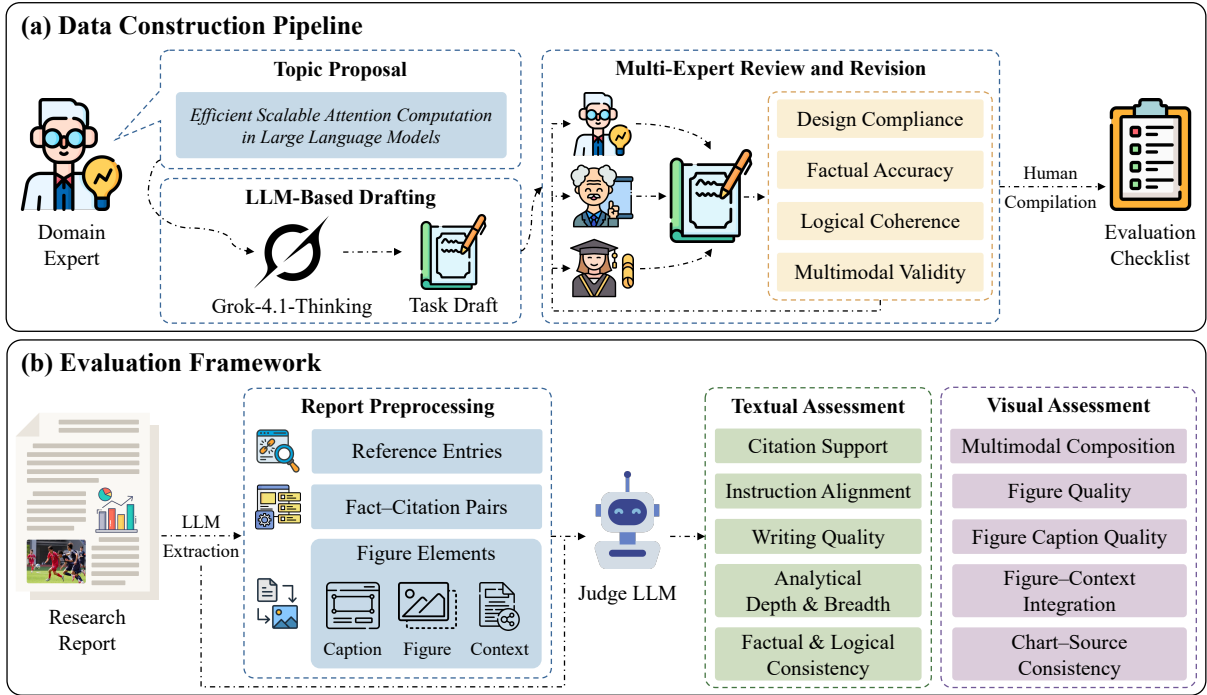 (a) Data Construction Pipeline
Topic Proposal
Efficient Scalable Attention Computation
in Large Language Models
Domain
Expert
LLM-Based Drafting
Grok-4.1-Thinking
Task Draft
Multi-Expert Review and Revision
Design Compliance
Factual Accuracy
Logical Coherence
Multimodal Validity
Human
Compilation
Evaluation
Checklist
(b) Evaluation Framework
Research
Report
LLM
Extraction
Report Preprocessing
Reference Entries
Fact–Citation Pairs
Figure Elements
Caption
Figure
Context
Judge LLM
Textual Assessment
Citation Support
Instruction Alignment
Writing Quality
Analytical
Depth & Breadth
Factual & Logical
Consistency
Visual Assessment
Multimodal Composition
Figure Quality
Figure Caption Quality
Figure–Context
Integration
Chart–Source
Consistency